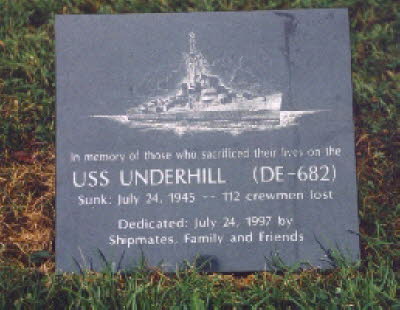 In memory of those who sacrificed their lives on the
USS UNDERHILL (DE-682)
Sunk: July 24, 1945 -- 112 crewmen lost
Dedicated: July 24, 1997 by
Shipmates, Family and Friends